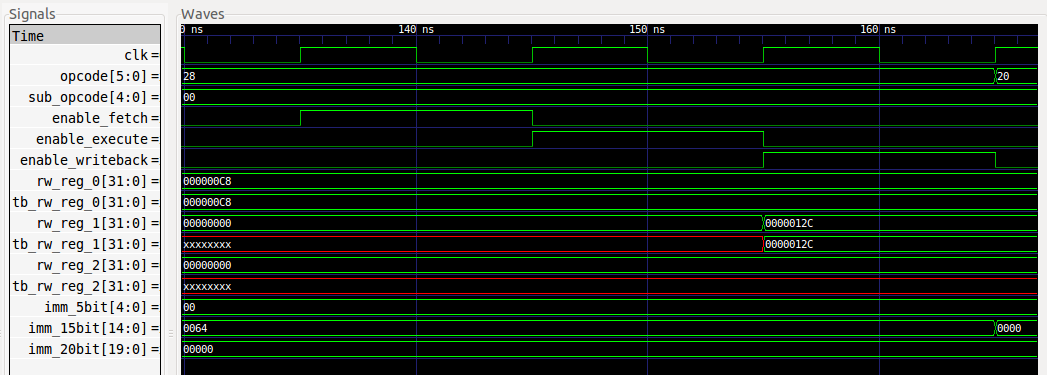 Signals Waves
Time 0 ns 140 ns 150 ns 160 ns
clk =
opcode[5:0] = 28 20
sub_opcode[4:0] = 00
enable_fetch =
enable_execute =
enable_writeback =
rw_reg_0[31:0] = 000000C8
tb_rw_reg_0[31:0] = 000000C8
rw_reg_1[31:0] = 00000000 0000012C
tb_rw_reg_1[31:0] = xxxxxxxx 0000012C
rw_reg_2[31:0] = 00000000
tb_rw_reg_2[31:0] = xxxxxxxx
imm_5bit[4:0] = 00
imm_15bit[14:0] = 0064 0000
imm_20bit[19:0] = 00000